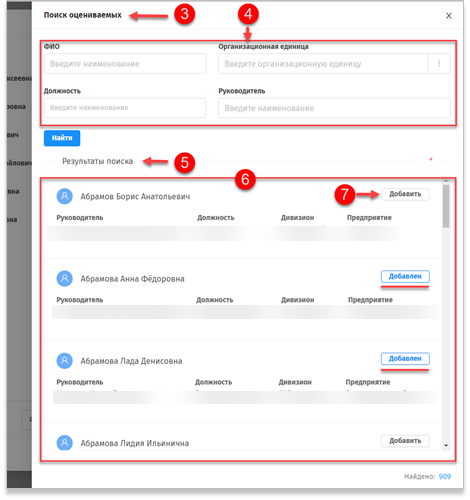 Поиск оцениваемых
3
4
ФИО Организационная единица
Введите наименование Введите организационную единицу
ксеевна
ровна
Должность Руководитель
Введите наименование Введите наименование
вич
Найти
йлович
Результаты поиска 5 *
6
вна
Абрамов Борис Анатольевич 7 Добавить
Руководитель Должность Дивизион Предприятие
вна
Абрамова Анна Фёдоровна Добавлен
Руководитель Должность Дивизион Предприятие
Абрамова Лада Денисовна Добавлен
Руководитель Должность Дивизион Предприятие
Абрамова Лидия Ильинична Добавить
Найдено: 909